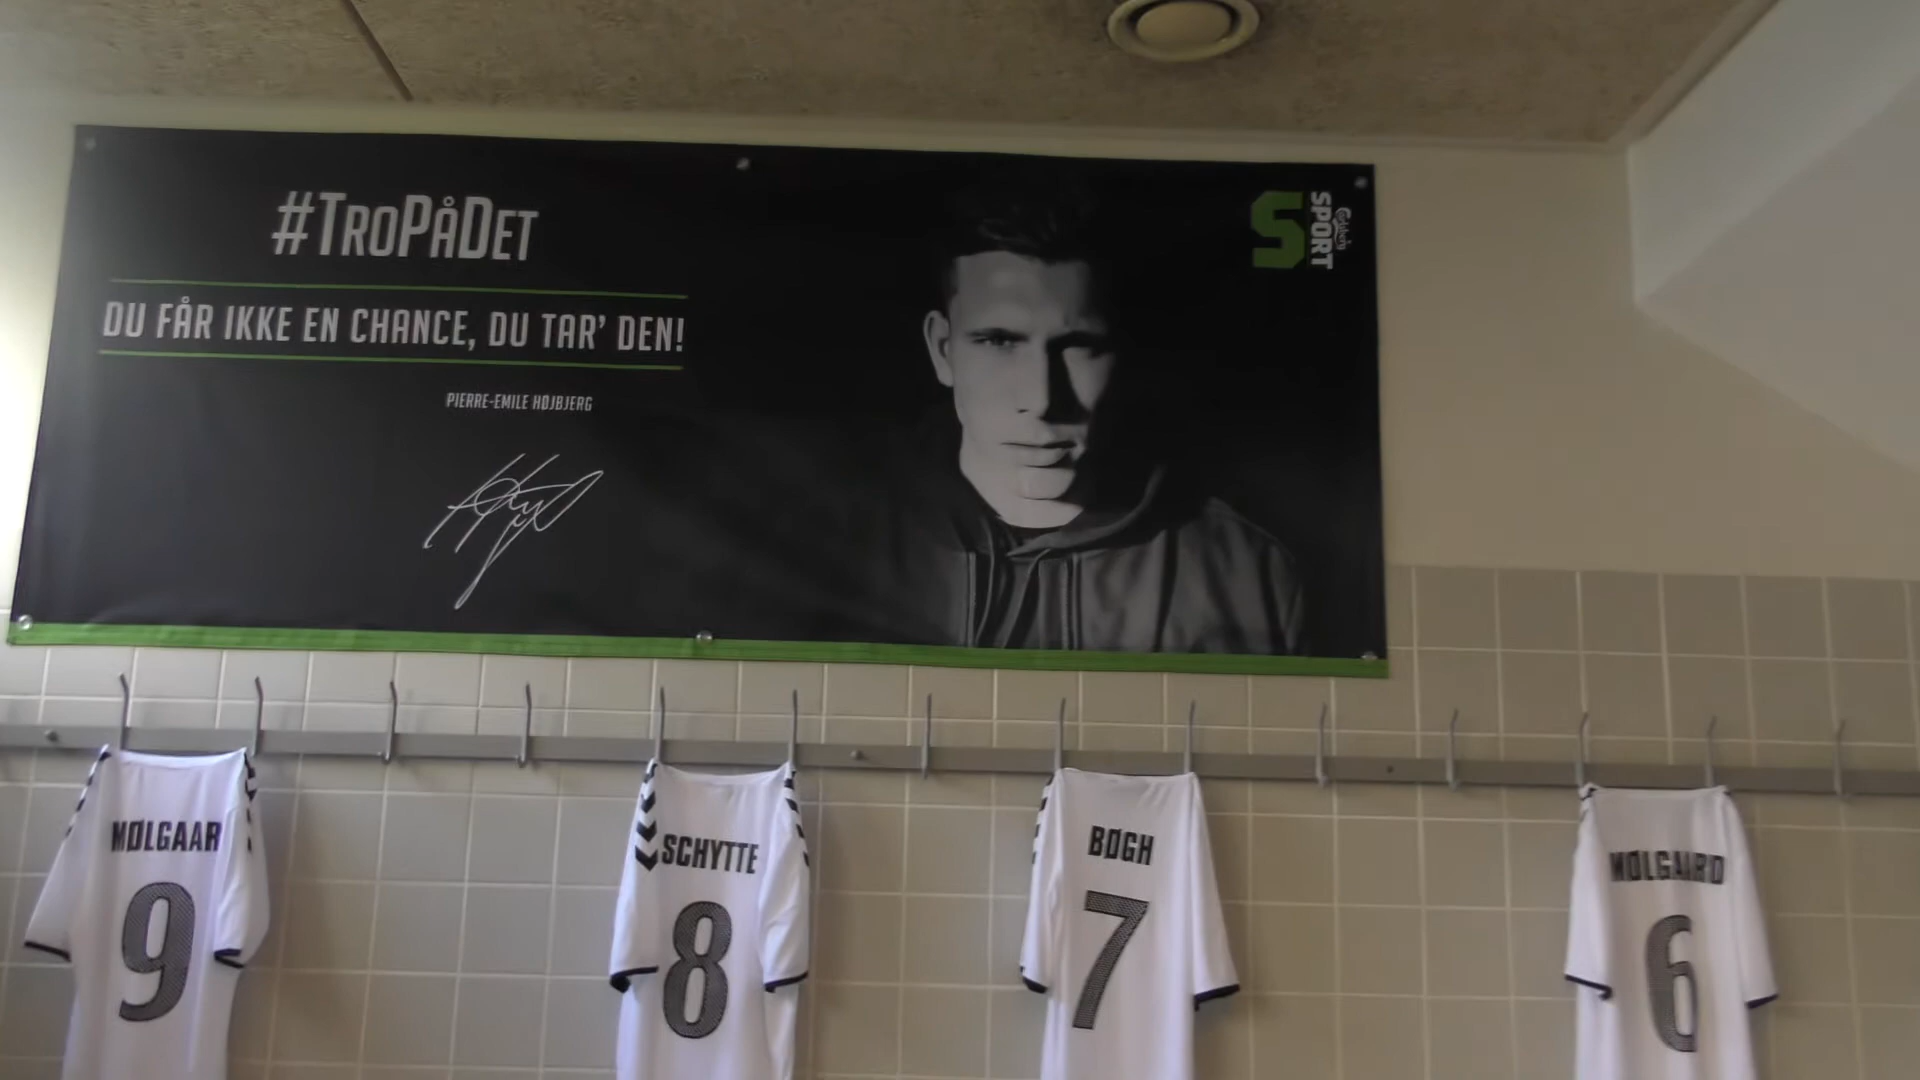 #TROPÅDET
DU FÅR IKKE EN CHANCE, DU TAR' DEN!
PIERRE-EMILE HØJBJERG
S
SPORT
MØLGAAR
9
SCHYTTE
8
BØGH
7
MØLGAARD
6